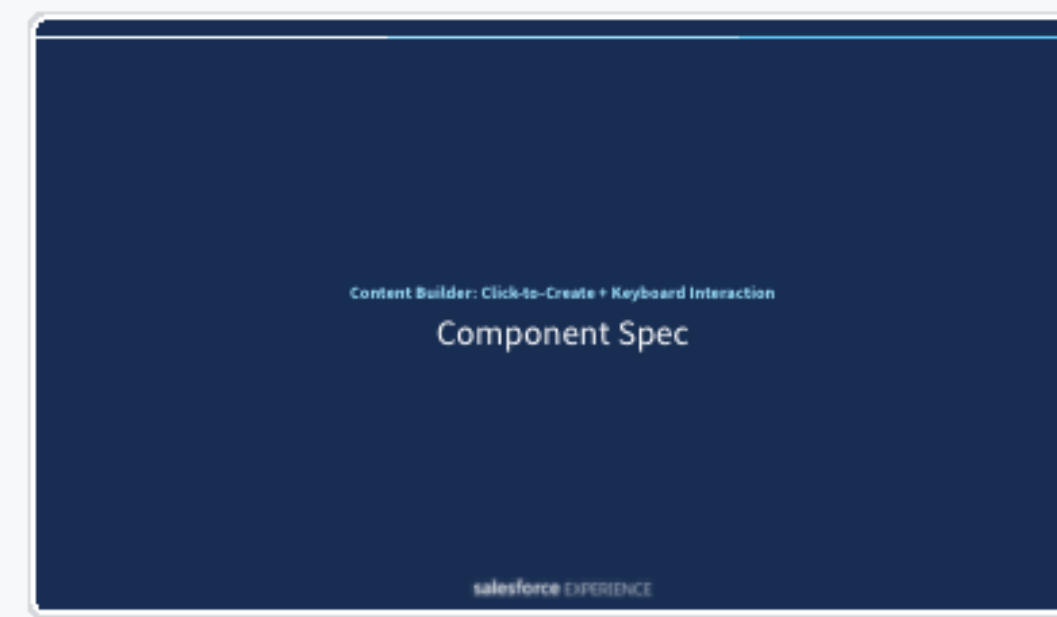 Content Builder: Click-to-Create + Keyboard Interaction
Component Spec
salesforce EXPERIENCE